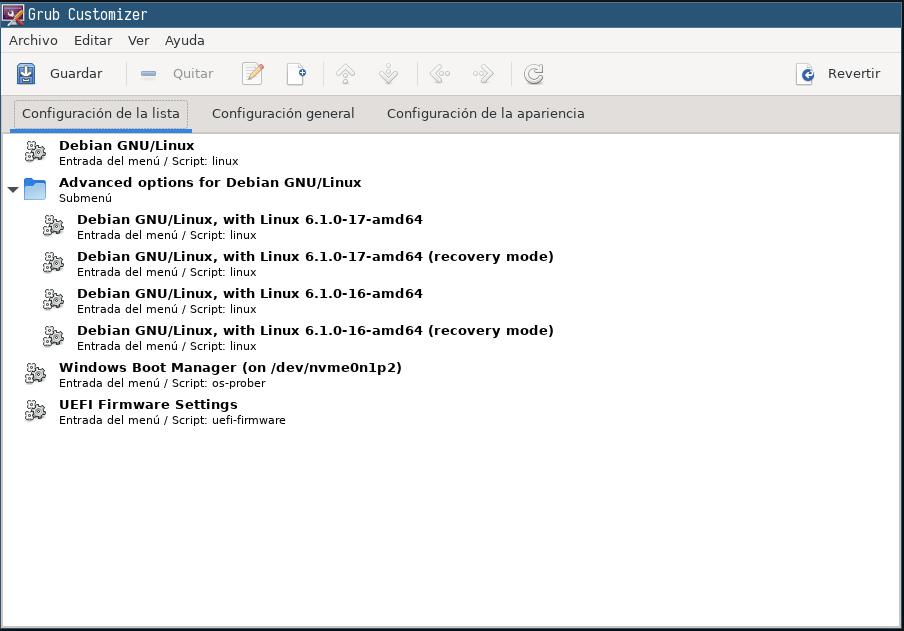 Grub Customizer
Archivo Editar Ver Ayuda
Guardar Quitar Revertir
Configuración de la lista Configuración general Configuración de la apariencia
Debian GNU/Linux
Entrada del menú / Script: linux
Advanced options for Debian GNU/Linux
Submenú
Debian GNU/Linux, with Linux 6.1.0-17-amd64
Entrada del menú / Script: linux
Debian GNU/Linux, with Linux 6.1.0-17-amd64 (recovery mode)
Entrada del menú / Script: linux
Debian GNU/Linux, with Linux 6.1.0-16-amd64
Entrada del menú / Script: linux
Debian GNU/Linux, with Linux 6.1.0-16-amd64 (recovery mode)
Entrada del menú / Script: linux
Windows Boot Manager (on /dev/nvme0n1p2)
Entrada del menú / Script: os-prober
UEFI Firmware Settings
Entrada del menú / Script: uefi-firmware